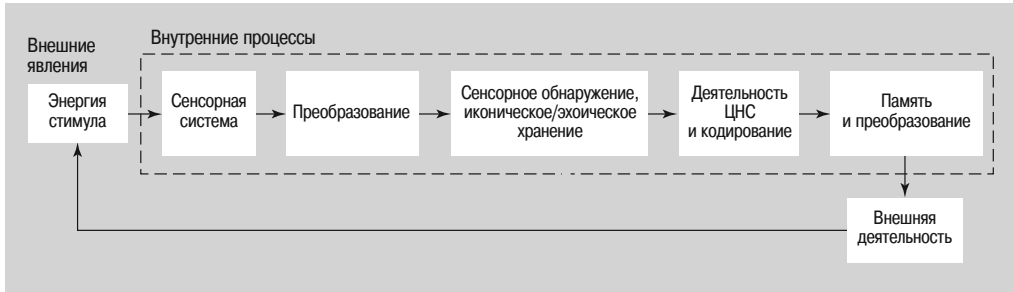 Внешние
явления
Внутренние процессы
Энергия
стимула
Сенсорная
система
Преобразование
Сенсорное обнаружение,
иконическое/эхоическое
хранение
Деятельность
ЦНС
и кодирование
Память
и преобразование
Внешняя
деятельность